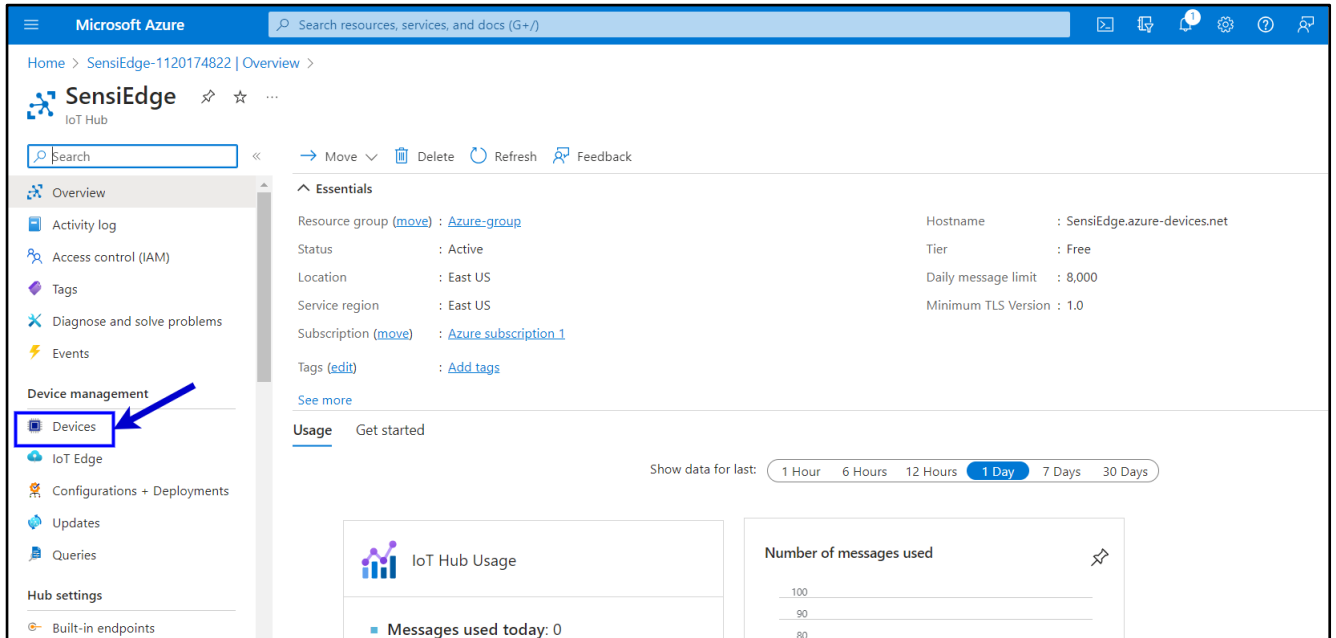 Microsoft Azure
Search resources, services, and docs (G+/)
1
Home > SensiEdge-1120174822 | Overview >
SensiEdge
IoT Hub
Search
«
Move
Delete
Refresh
Feedback
Overview
Activity log
Access control (IAM)
Tags
Diagnose and solve problems
Events
Device management
Devices
IoT Edge
Configurations + Deployments
Updates
Queries
Hub settings
Built-in endpoints
Essentials
Resource group (move) : Azure-group
Status : Active
Location : East US
Service region : East US
Subscription (move) : Azure subscription 1
Tags (edit) : Add tags
See more
Hostname : SensiEdge.azure-devices.net
Tier : Free
Daily message limit : 8,000
Minimum TLS Version : 1.0
Usage Get started
Show data for last: 1 Hour 6 Hours 12 Hours 1 Day 7 Days 30 Days
IoT Hub Usage
Messages used today: 0
Number of messages used
100
90
80